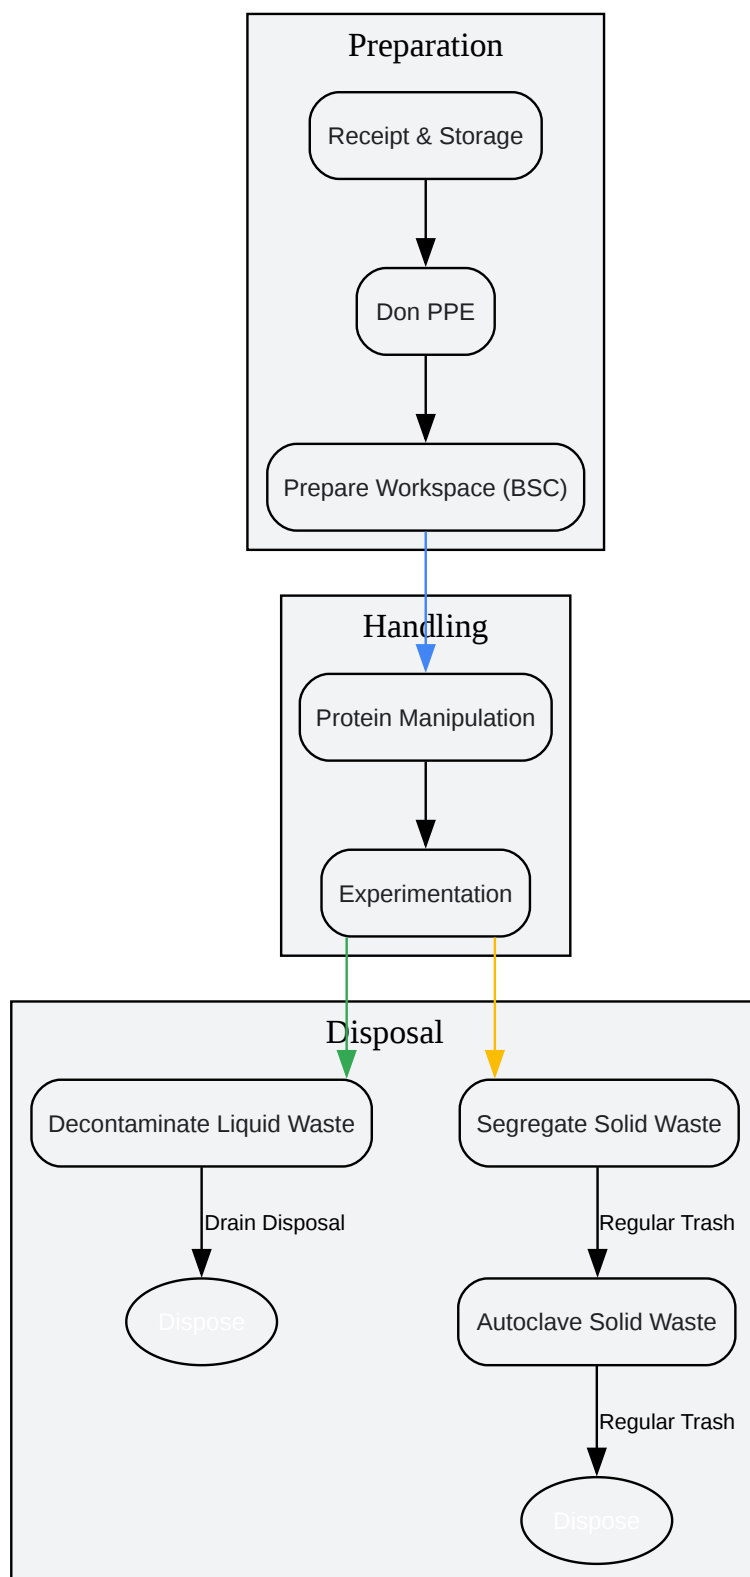 Preparation
Receipt & Storage
Don PPE
Prepare Workspace (BSC)
Handling
Protein Manipulation
Experimentation
Disposal
Decontaminate Liquid Waste
Segregate Solid Waste
Drain Disposal
Regular Trash
Dispose
Autoclave Solid Waste
Regular Trash
Dispose